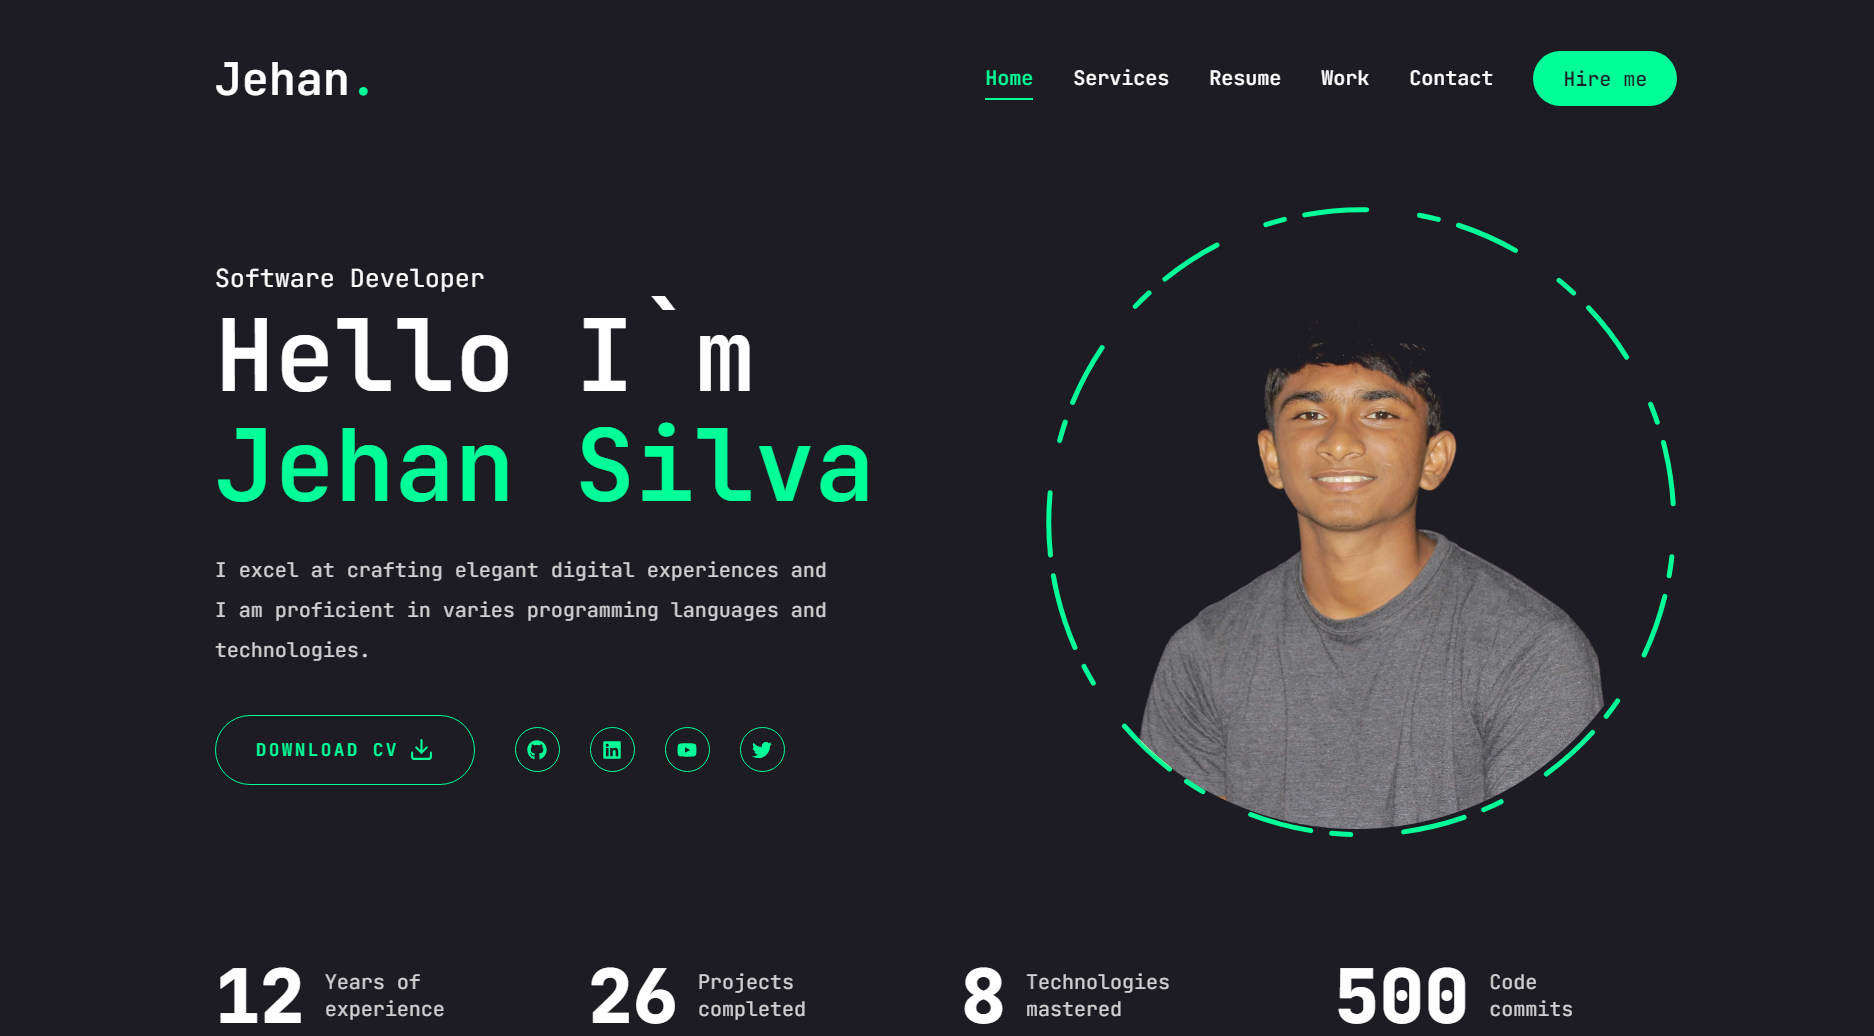 Jehan.
Home Services Resume Work Contact Hire me
Software Developer
Hello I`m
Jehan Silva
I excel at crafting elegant digital experiences and
I am proficient in varies programming languages and
technologies.
DOWNLOAD CV
in
12 Years of experience
26 Projects completed
8 Technologies mastered
500 Code commits